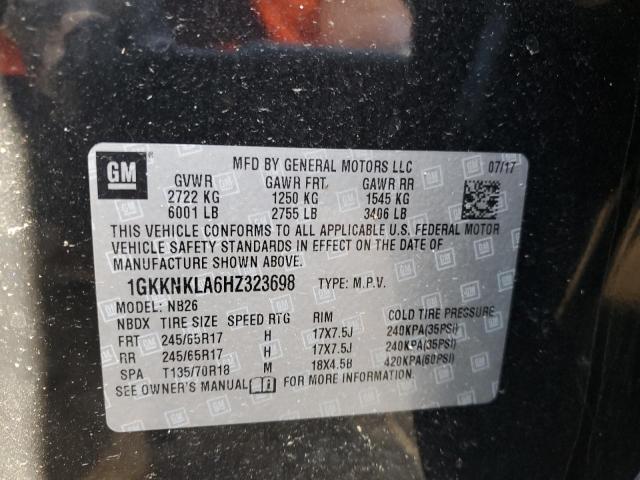 GM
MFD BY GENERAL MOTORS LLC 07/17
GVWR GAWR FRT GAWR RR
2722 KG 1250 KG 1545 KG
6001 LB 2755 LB 3406 LB
THIS VEHICLE CONFORMS TO ALL APPLICABLE U.S. FEDERAL MOTOR
VEHICLE SAFETY STANDARDS IN EFFECT ON THE DATE OF
MANUFACTURE SHOWN ABOVE.
1GKKNKLA6HZ323698 TYPE: M.P.V.
MODEL: NB26
NBDX TIRE SIZE SPEED RTG RIM COLD TIRE PRESSURE
FRT 245/65R17 H 17X7.5J 240KPA(35PSI)
RR 245/65R17 H 17X7.5J 240KPA(35PSI)
SPA T135/70R18 M 18X4.5B 420KPA(60PSI)
SEE OWNER'S MANUAL FOR MORE INFORMATION.